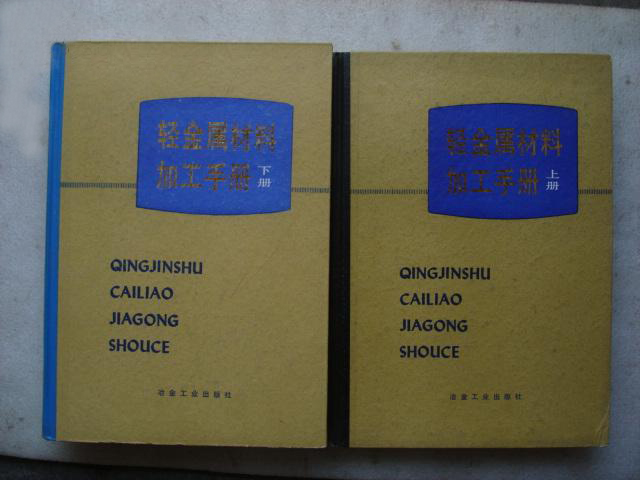 轻金属材料
加工手册 下册
QINGJINSHU
CAILIAO
JIAGONG
SHOUCE
冶金工业出版社
轻金属材料
加工手册 上册
QINGJINSHU
CAILIAO
JIAGONG
SHOUCE
冶金工业出版社